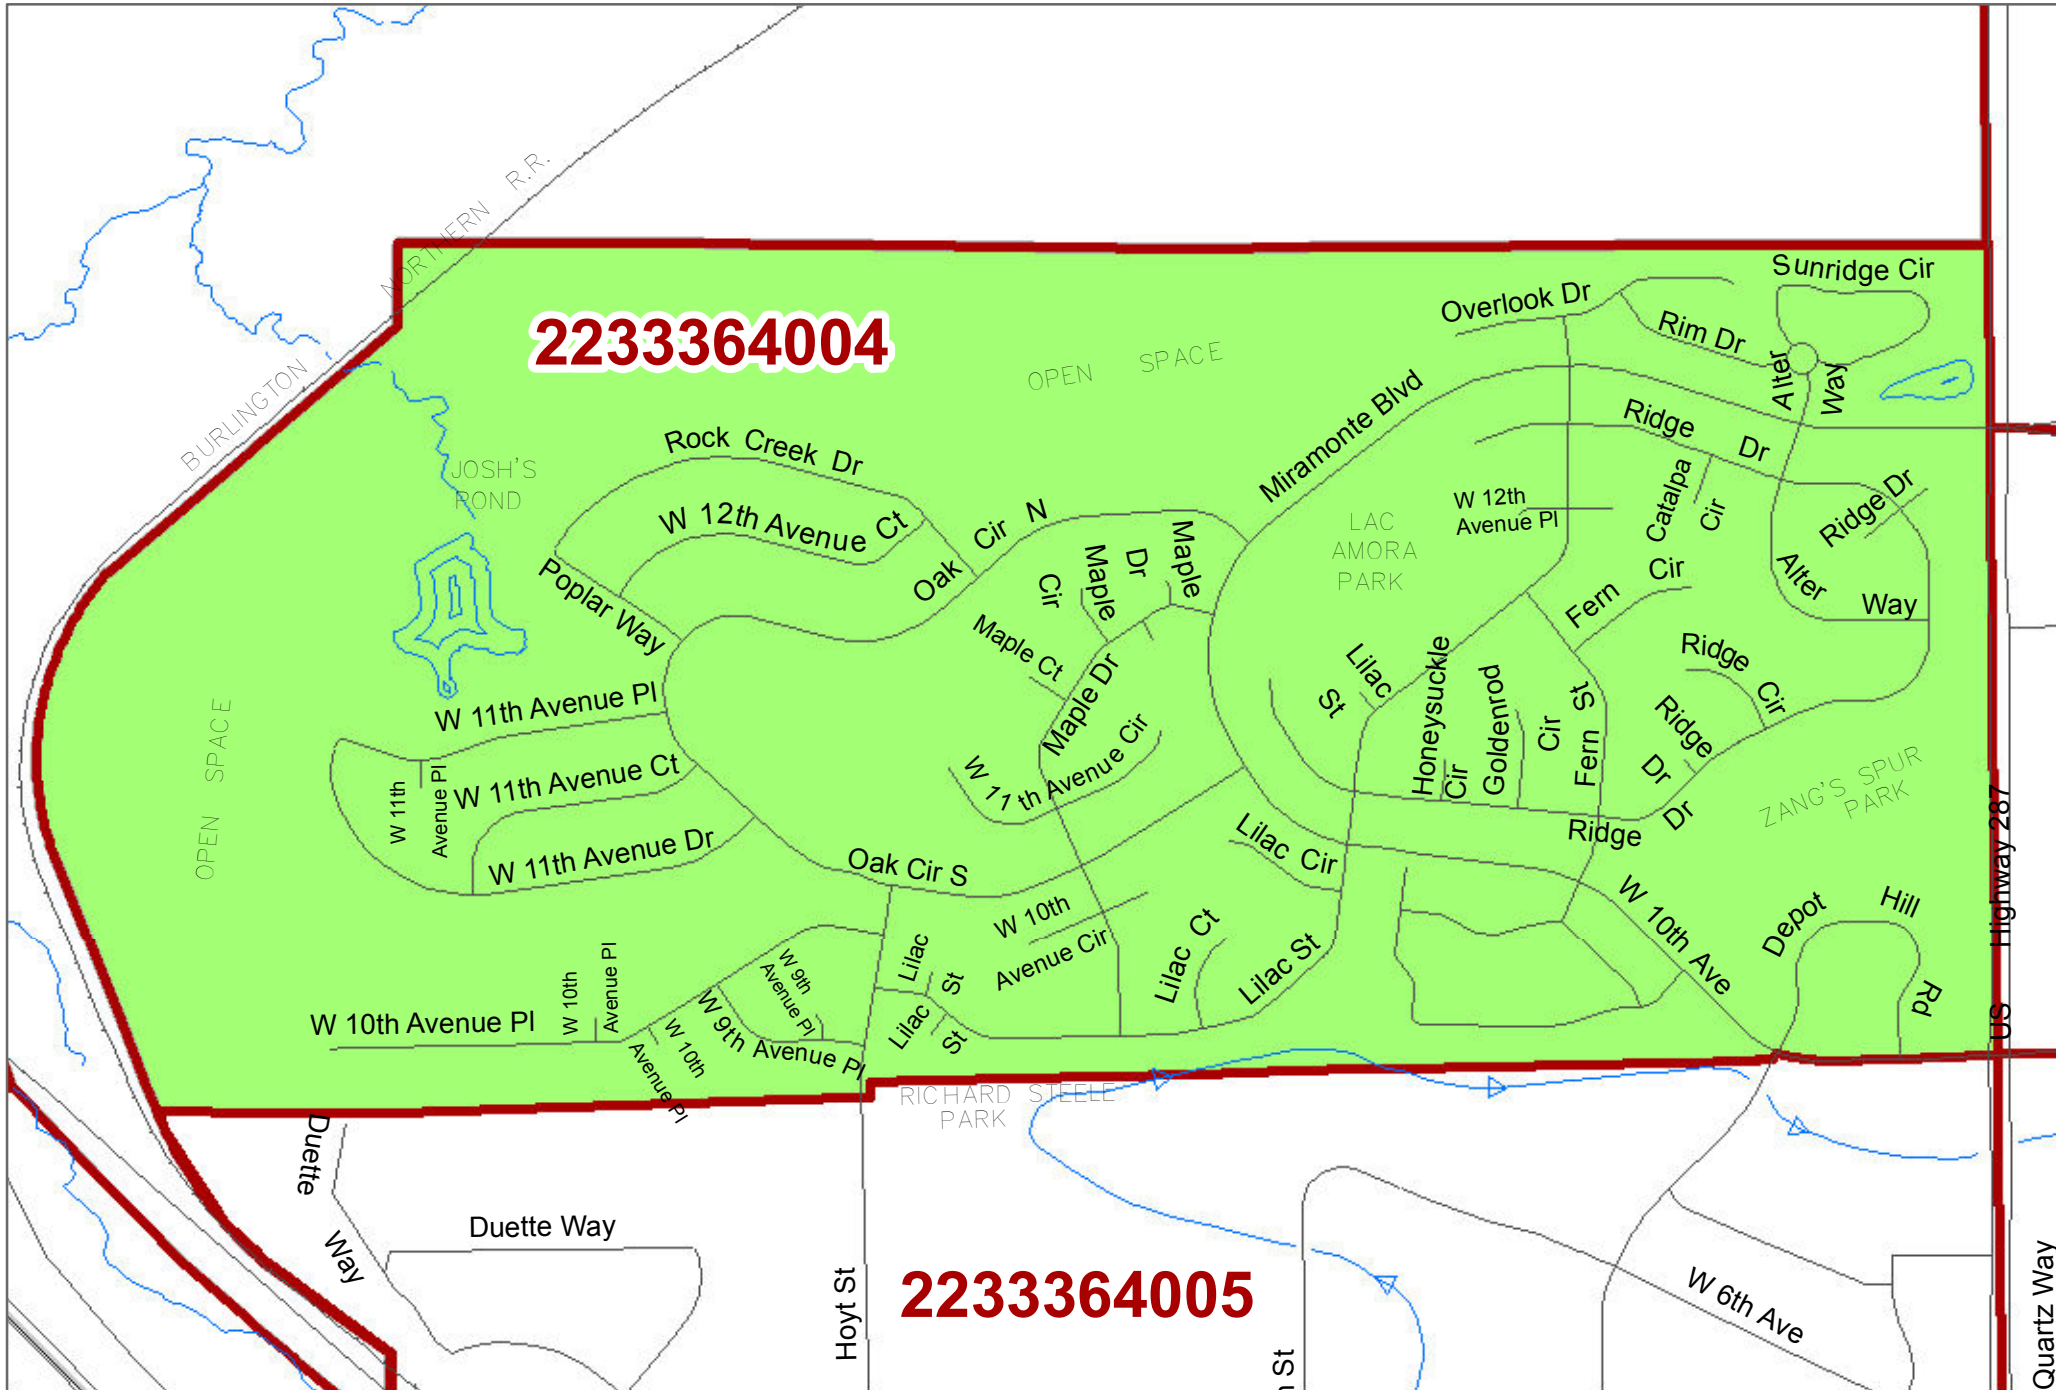 NORTHERN R.R.
BURLINGTON
2233364004
OPEN SPACE
Overlook Dr
Sunridge Cir
Rim Dr
Alter
Way
Miramonte Blvd
Ridge Dr
Rock Creek Dr
JOSH'S
POND
W 12th Avenue Ct
Oak Cir N
Catalpa
Cir
W 12th
Avenue Pl
Ridge Dr
LAC
AMORA
PARK
Poplar Way
Maple
Cir
Maple
Dr
Maple Ct
Maple Dr
Fern Cir
Alter Way
Lilac
St
Honeysuckle
Cir
Goldenrod
Cir
Fern St
Ridge Cir
Ridge
Dr
OPEN SPACE
W 11th Avenue Pl
W 11th
Avenue Pl
W 11th Avenue Ct
W 11th Avenue Dr
W 11 th Avenue Cir
Oak Cir S
Lilac Cir
Ridge Dr
ZANG'S SPUR
PARK
US Highway 287
W 10th Ave
Depot Hill Rd
W 10th
Avenue Cir
Lilac Ct
Lilac St
Lilac
St
Lilac
St
W 9th
Avenue Pl
W 9th Avenue Pl
W 10th
Avenue Pl
W 10th Avenue Pl
W 10th
Avenue Pl
RICHARD STEELE
PARK
Duette
Way
Duette Way
Hoyt St
2233364005
St
W 6th Ave
Quartz Way